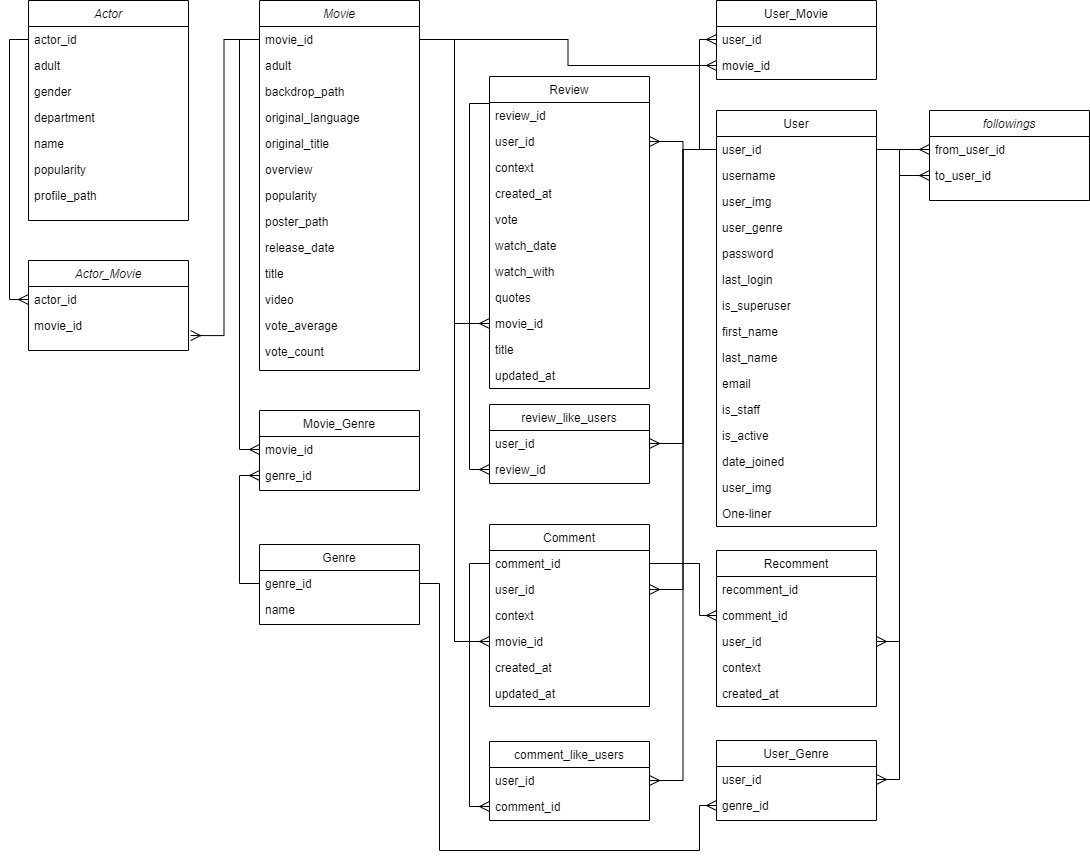 Actor
actor_id
adult
gender
department
name
popularity
profile_path
Actor_Movie
actor_id
movie_id
Movie
movie_id
adult
backdrop_path
original_language
original_title
overview
popularity
poster_path
release_date
title
video
vote_average
vote_count
Movie_Genre
movie_id
genre_id
Genre
genre_id
name
Review
review_id
user_id
context
created_at
vote
watch_date
watch_with
quotes
movie_id
title
updated_at
review_like_users
user_id
review_id
Comment
comment_id
user_id
context
movie_id
created_at
updated_at
comment_like_users
user_id
comment_id
User_Movie
user_id
movie_id
User
user_id
username
user_img
user_genre
password
last_login
is_superuser
first_name
last_name
email
is_staff
is_active
date_joined
user_img
One-liner
Recomment
recomment_id
comment_id
user_id
context
created_at
User_Genre
user_id
genre_id
followings
from_user_id
to_user_id